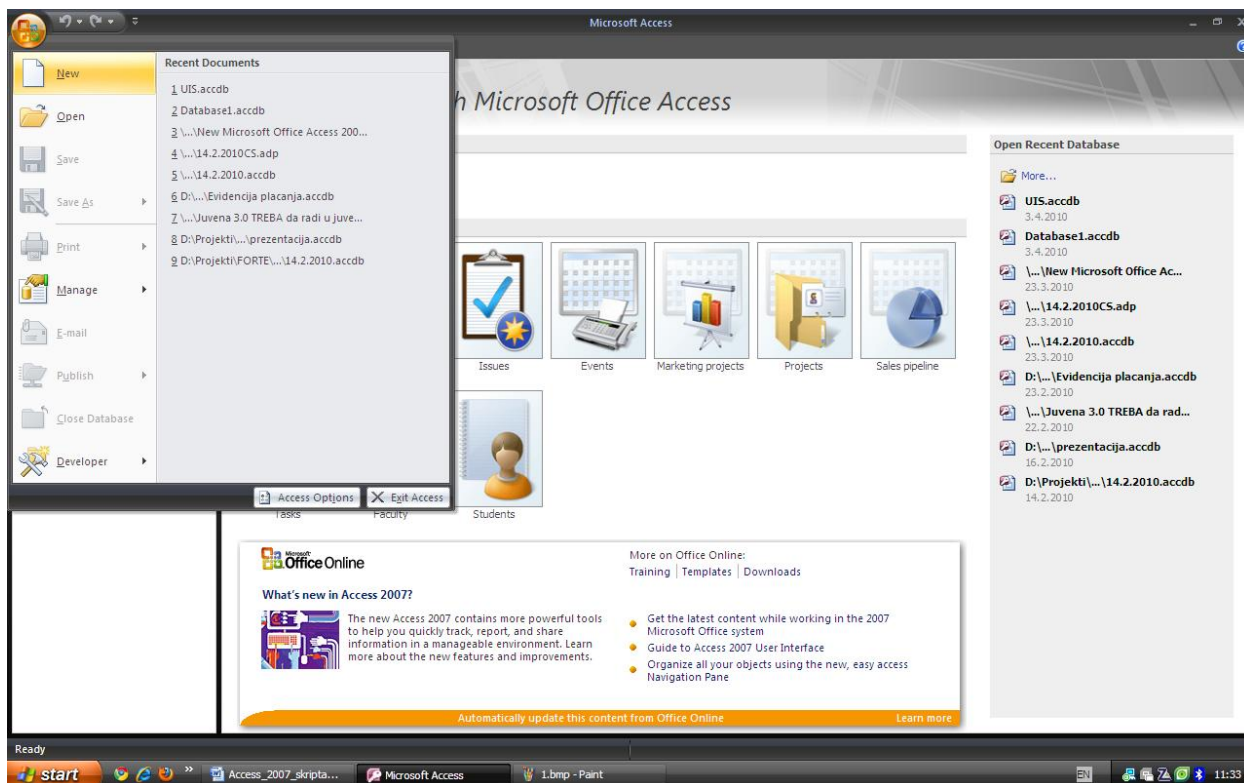 Microsoft Access
New
Open
Save
Save As
Print
Manage
E-mail
Publish
Close Database
Developer
Recent Documents
1 UIS.accdb
2 Database1.accdb
3 \...\New Microsoft Office Access 200...
4 \...\14.2.2010CS.adp
5 \...\14.2.2010.accdb
6 D:\...\Evidencija placanja.accdb
7 \...\Juvena 3.0 TREBA da radi u juve...
8 D:\Projekti\...\prezentacija.accdb
9 D:\Projekti\FORTE\...\14.2.2010.accdb
Access Options
Exit Access
h Microsoft Office Access
Issues
Events
Marketing projects
Projects
Sales pipeline
Tasks
Faculty
Students
Microsoft
Office Online
What's new in Access 2007?
The new Access 2007 contains more powerful tools
to help you quickly track, report, and share
information in a manageable environment. Learn
more about the new features and improvements.
More on Office Online:
Training | Templates | Downloads
Get the latest content while working in the 2007
Microsoft Office system
Guide to Access 2007 User Interface
Organize all your objects using the new, easy access
Navigation Pane
Automatically update this content from Office Online
Learn more
Open Recent Database
More...
UIS.accdb
3.4.2010
Database1.accdb
3.4.2010
\...\New Microsoft Office Ac...
23.3.2010
\...\14.2.2010CS.adp
23.3.2010
\...\14.2.2010.accdb
23.3.2010
D:\...\Evidencija placanja.accdb
23.2.2010
\...\Juvena 3.0 TREBA da rad...
22.2.2010
D:\...\prezentacija.accdb
16.2.2010
D:\Projekti\...\14.2.2010.accdb
14.2.2010
Ready
start
Access_2007_skripta...
Microsoft Access
1.bmp - Paint
EN
11:33